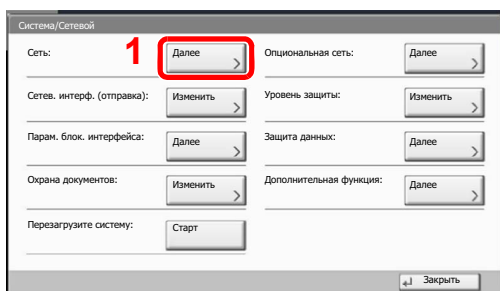 Система/Сетевой
Сеть: 1 Далее Опциональная сеть: Далее
Сетев. интерф. (отправка): Изменить Уровень защиты: Изменить
Парам. блок. интерфейса: Далее Защита данных: Далее
Охрана документов: Изменить Дополнительная функция: Далее
Перезагрузите систему: Старт
Закрыть